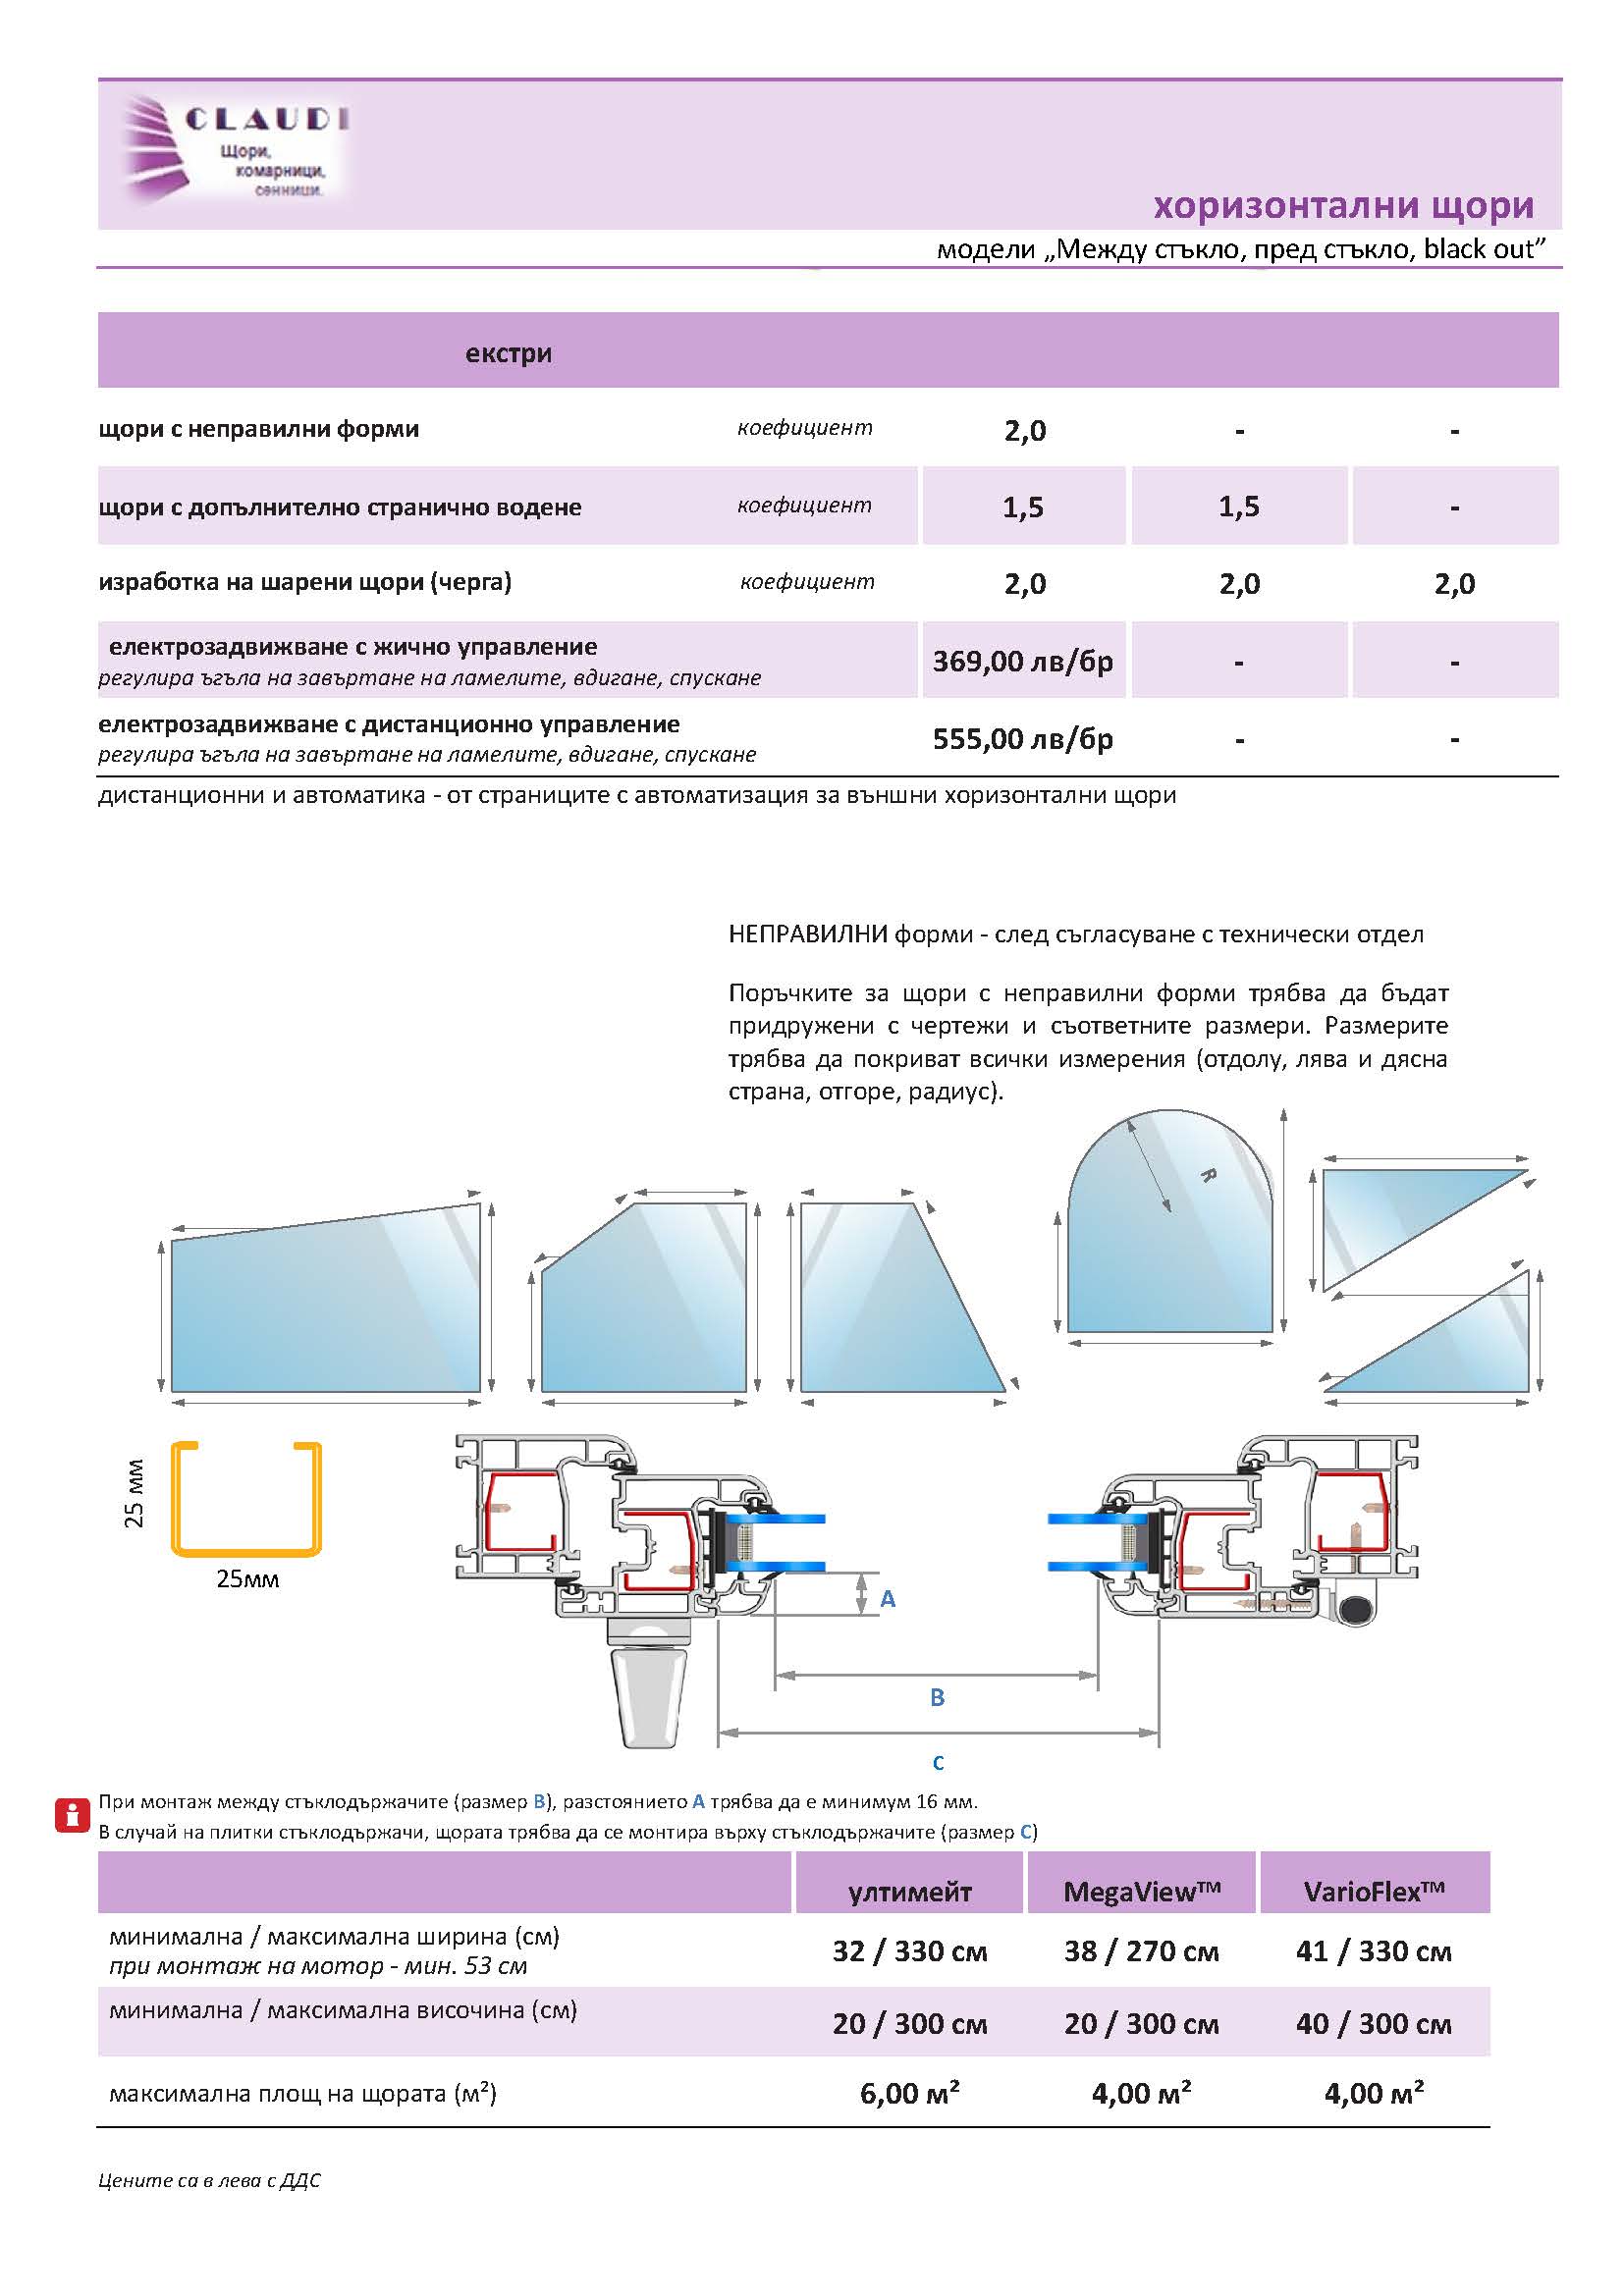 CLAUDI
Щори,
комарници,
сенници.
хоризонтални щори
модели „Между стъкло, пред стъкло, black out”
екстри
щори с неправилни форми коефициент 2,0 - -
щори с допълнително странично водене коефициент 1,5 1,5 -
изработка на шарени щори (черга) коефициент 2,0 2,0 2,0
електрозадвижване с жично управление
регулира ъгъла на завъртане на ламелите, вдигане, спускане
369,00 лв/бр - -
електрозадвижване с дистанционно управление
регулира ъгъла на завъртане на ламелите, вдигане, спускане
555,00 лв/бр - -
дистанционни и автоматика - от страниците с автоматизация за външни хоризонтални щори
НЕПРАВИЛНИ форми - след съгласуване с технически отдел
Поръчките за щори с неправилни форми трябва да бъдат
придружени с чертежи и съответните размери. Размерите
трябва да покриват всички измерения (отдолу, лява и дясна
страна, отгоре, радиус).
R
25 мм
25мм
A
B
C
При монтаж между стъклодържачите (размер B), разстоянието A трябва да е минимум 16 мм.
В случай на плитки стъклодържачи, щората трябва да се монтира върху стъклодържачите (размер C)
ултимейт MegaView™ VarioFlex™
минимална / максимална ширина (см)
при монтаж на мотор - мин. 53 см
32 / 330 см 38 / 270 см 41 / 330 см
минимална / максимална височина (см)
20 / 300 см 20 / 300 см 40 / 300 см
максимална площ на щората (м²) 6,00 м² 4,00 м² 4,00 м²
Цените са в лева с ДДС